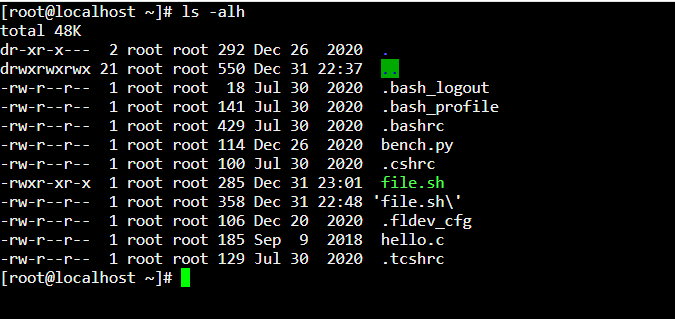 [root@localhost ~]# ls -alh
total 48K
dr-xr-x---  2 root root 292 Dec 26  2020  .
drwxrwxrwx 21 root root 550 Dec 31 22:37  ..
-rw-r--r--  1 root root  18 Jul 30  2020  .bash_logout
-rw-r--r--  1 root root 141 Jul 30  2020  .bash_profile
-rw-r--r--  1 root root 429 Jul 30  2020  .bashrc
-rw-r--r--  1 root root 114 Dec 26  2020  bench.py
-rw-r--r--  1 root root 100 Jul 30  2020  .cshrc
-rwxr-xr-x  1 root root 285 Dec 31 23:01  file.sh
-rw-r--r--  1 root root 358 Dec 31 22:48 'file.sh\'
-rw-r--r--  1 root root 106 Dec 20  2020  .fldev_cfg
-rw-r--r--  1 root root 185 Sep  9  2018  hello.c
-rw-r--r--  1 root root 129 Jul 30  2020  .tcshrc
[root@localhost ~]#